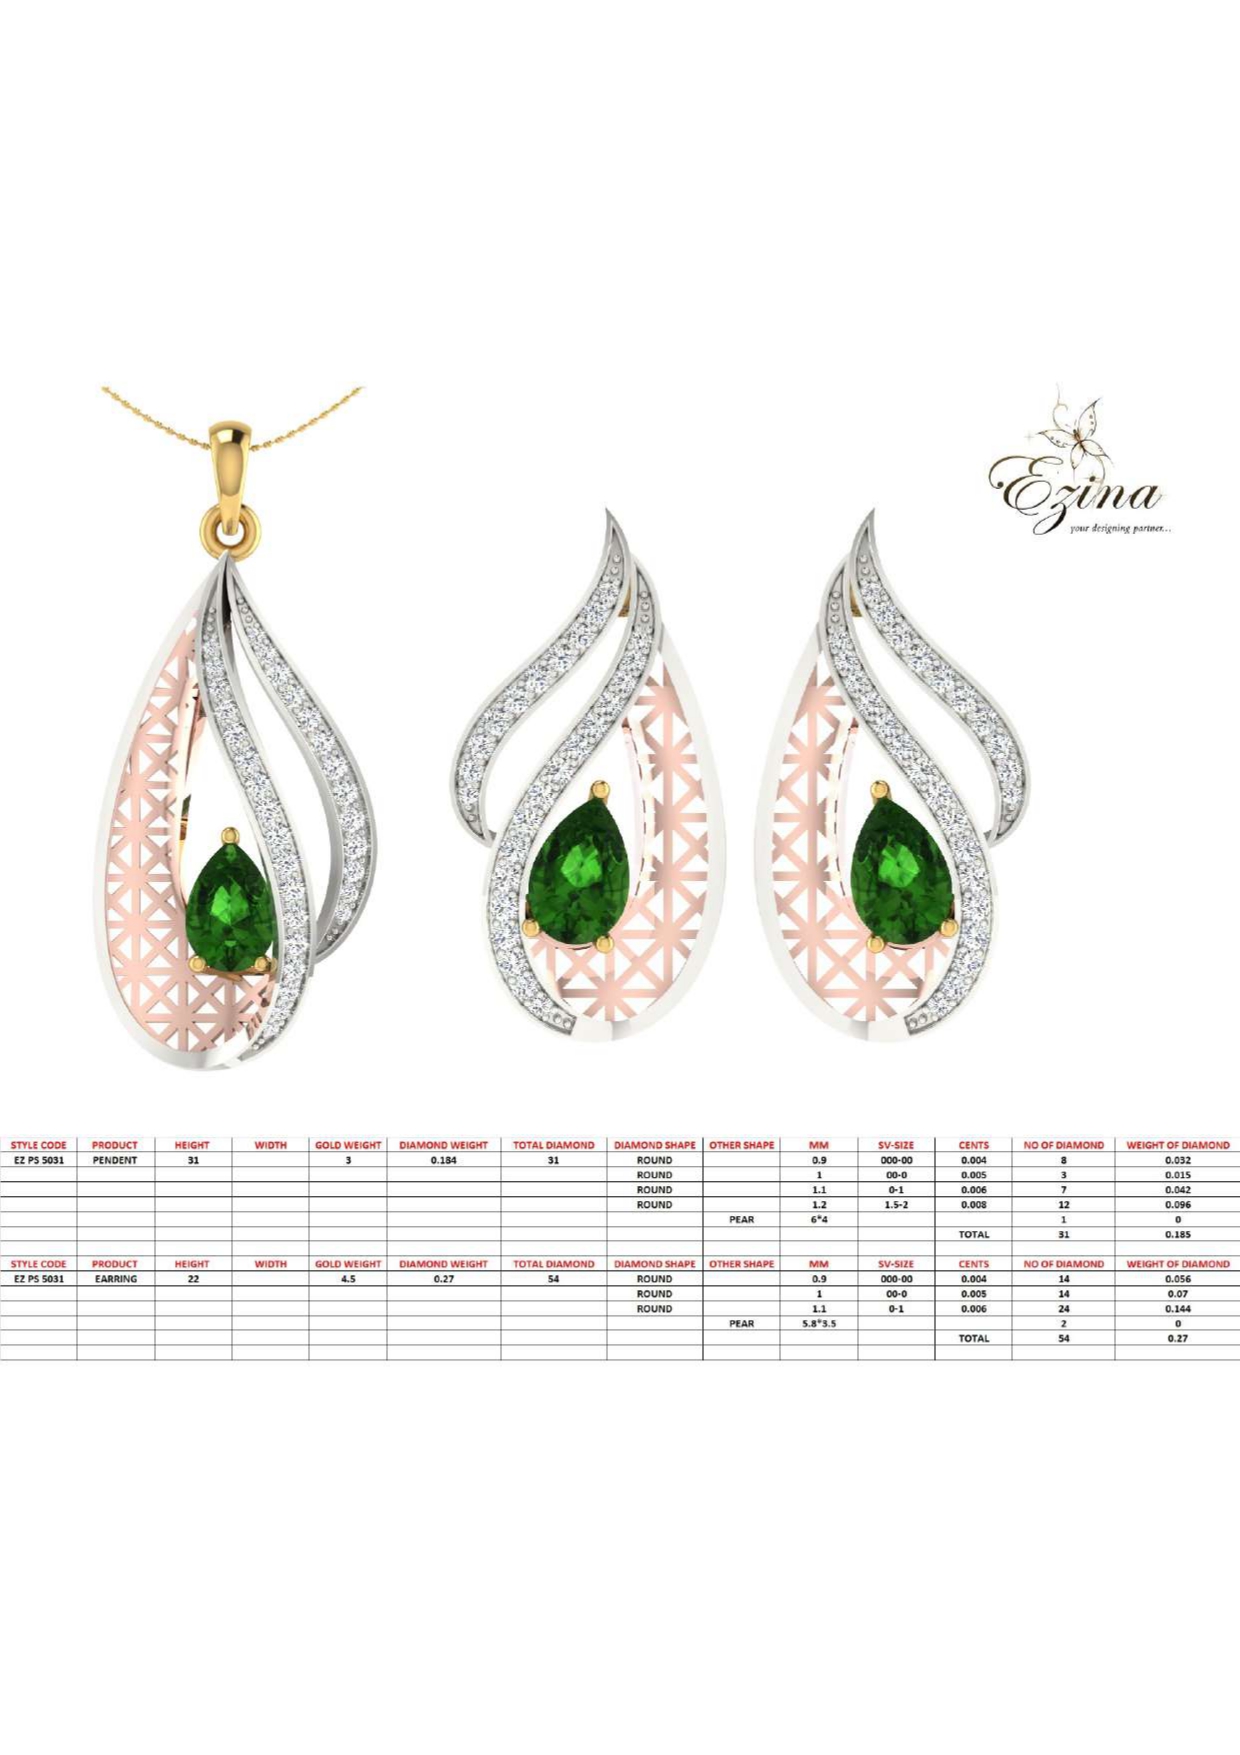 Ezina
your designing partner...
STYLE CODE PRODUCT HEIGHT WIDTH GOLD WEIGHT DIAMOND WEIGHT TOTAL DIAMOND DIAMOND SHAPE OTHER SHAPE MM SV-SIZE CENTS NO OF DIAMOND WEIGHT OF DIAMOND
EZ PS 5031 PENDENT 31 3 0.184 31 ROUND 0.9 000-00 0.004 8 0.032
ROUND 1 00-0 0.005 3 0.015
ROUND 1.1 0-1 0.006 7 0.042
ROUND 1.2 1.5-2 0.008 12 0.096
PEAR 6*4 1 0
TOTAL 31 0.185
STYLE CODE PRODUCT HEIGHT WIDTH GOLD WEIGHT DIAMOND WEIGHT TOTAL DIAMOND DIAMOND SHAPE OTHER SHAPE MM SV-SIZE CENTS NO OF DIAMOND WEIGHT OF DIAMOND
EZ PS 5031 EARRING 22 4.5 0.27 54 ROUND 0.9 000-00 0.004 14 0.056
ROUND 1 00-0 0.005 14 0.07
ROUND 1.1 0-1 0.006 24 0.144
PEAR 5.8*3.5 2 0
TOTAL 54 0.27